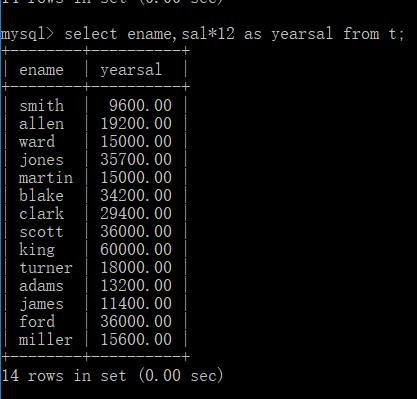 14 rows in set (0.00 sec)
mysql> select ename,sal*12 as yearsal from t;
+--------+----------+
| ename  | yearsal  |
+--------+----------+
| smith  |  9600.00 |
| allen  | 19200.00 |
| ward   | 15000.00 |
| jones  | 35700.00 |
| martin | 15000.00 |
| blake  | 34200.00 |
| clark  | 29400.00 |
| scott  | 36000.00 |
| king   | 60000.00 |
| turner | 18000.00 |
| adams  | 13200.00 |
| james  | 11400.00 |
| ford   | 36000.00 |
| miller | 15600.00 |
+--------+----------+
14 rows in set (0.00 sec)